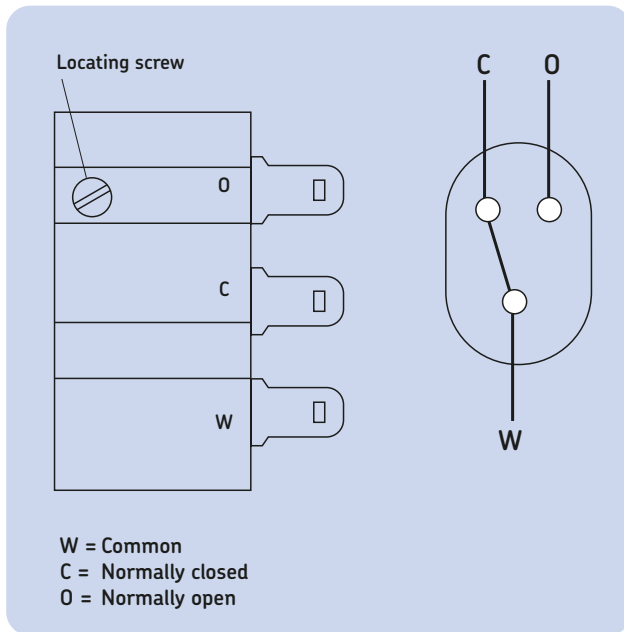 Locating screw
O
C
W
C O
W
W = Common
C = Normally closed
O = Normally open